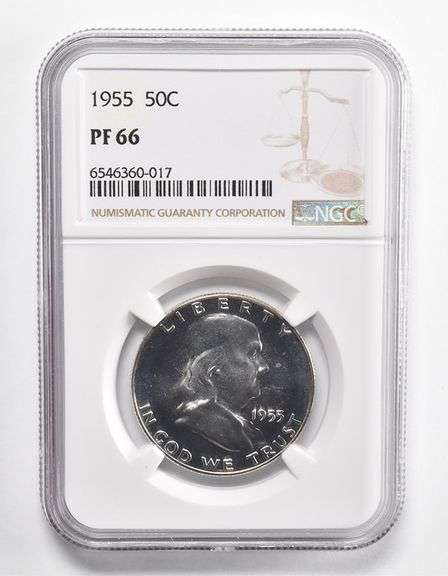 1955 50C
PF 66
6546360-017
NUMISMATIC GUARANTY CORPORATION
NGC
LIBERTY
1955
IN GOD WE TRUST